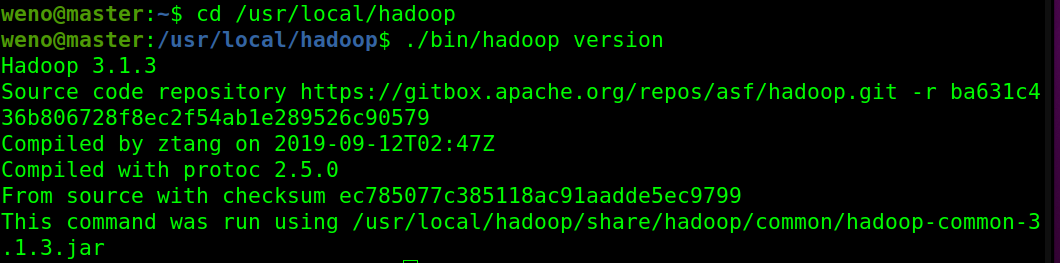 weno@master:~$ cd /usr/local/hadoop
weno@master:/usr/local/hadoop$ ./bin/hadoop version
Hadoop 3.1.3
Source code repository https://gitbox.apache.org/repos/asf/hadoop.git -r ba631c4
36b806728f8ec2f54ab1e289526c90579
Compiled by ztang on 2019-09-12T02:47Z
Compiled with protoc 2.5.0
From source with checksum ec785077c385118ac91aadde5ec9799
This command was run using /usr/local/hadoop/share/hadoop/common/hadoop-common-3
.1.3.jar